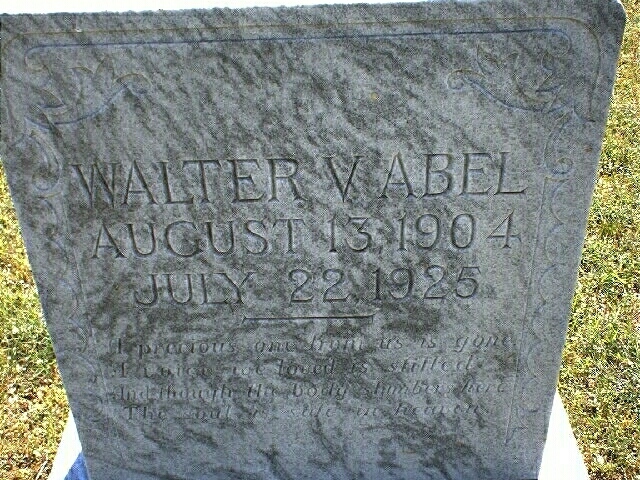 WALTER V. ABEL
AUGUST 13, 1904
JULY 22, 1925
A precious one from us is gone
A voice we loved is stilled
And though the body slumbers here
The soul is safe in heaven.